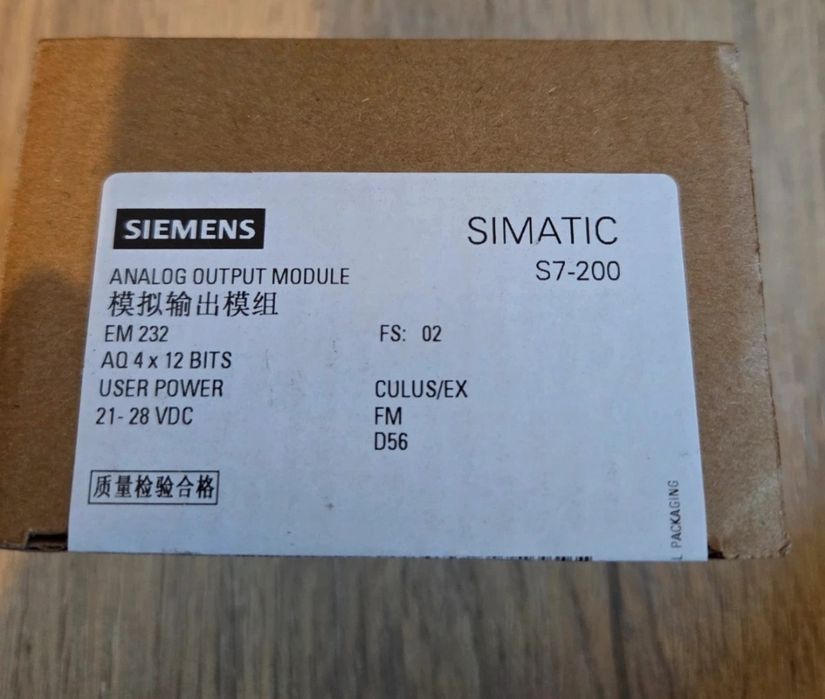 SIEMENS
SIMATIC
S7-200
ANALOG OUTPUT MODULE
模拟输出模组
EM 232
FS: 02
AQ 4 x 12 BITS
USER POWER
CULUS/EX
21- 28 VDC
FM
D56
质量检验合格
PACKAGING